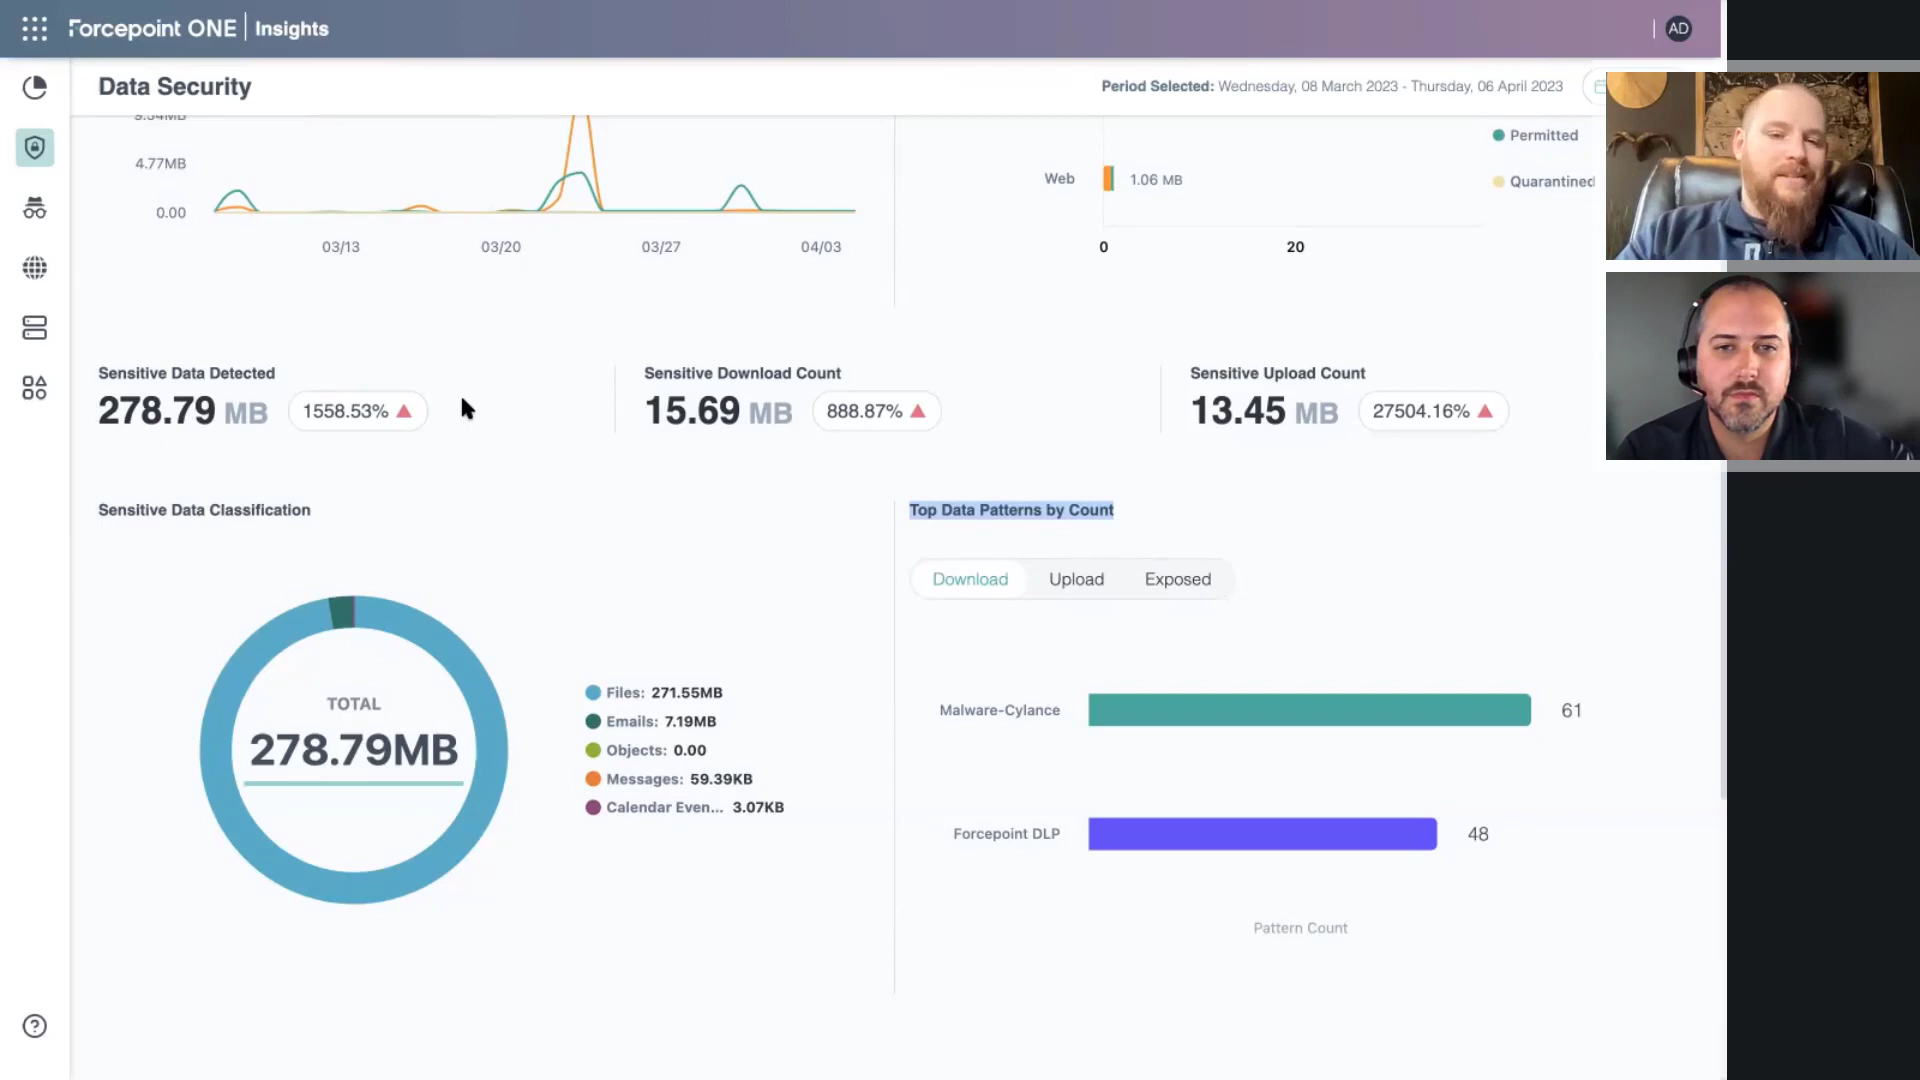 Forcepoint ONE | Insights
AD
Data Security
Period Selected: Wednesday, 08 March 2023 - Thursday, 06 April 2023
9.54MB
4.77MB
0.00
03/13 03/20 03/27 04/03
Web
1.06 MB
0 20
Permitted
Quarantined
Sensitive Data Detected
278.79 MB 1558.53%
Sensitive Download Count
15.69 MB 888.87%
Sensitive Upload Count
13.45 MB 27504.16%
Sensitive Data Classification
TOTAL
278.79MB
Files: 271.55MB
Emails: 7.19MB
Objects: 0.00
Messages: 59.39KB
Calendar Even... 3.07KB
Top Data Patterns by Count
Download Upload Exposed
Malware-Cylance 61
Forcepoint DLP 48
Pattern Count